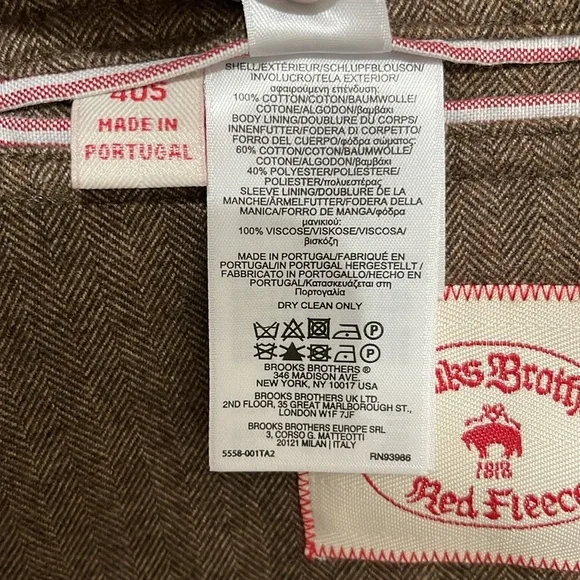 40S
MADE IN
PORTUGAL
SHELL/EXTÉRIEUR/SCHLUPFBLOUSON/
INVOLUCRO/TELA EXTERIOR/
αφαιρούμενη επένδυση:
100% COTTON/COTON/BAUMWOLLE/
COTONE/ALGODON/βαμβάκι
BODY LINING/DOUBLURE DU CORPS/
INNENFUTTER/FODERA DI CORPETTO/
FORRO DEL CUERPO/φόδρα σώματος:
60% COTTON/COTON/BAUMWOLLE/
COTONE/ALGODON/βαμβάκι
40% POLYESTER/POLIESTERE/
POLIESTER/πολυεστέρας
SLEEVE LINING/DOUBLURE DE LA
MANCHE/ÄRMELFUTTER/FODERA DELLA
MANICA/FORRO DE MANGA/φόδρα
μανικιού:
100% VISCOSE/VISKOSE/VISCOSA/
βισκόζη
MADE IN PORTUGAL/FABRIQUÉ EN
PORTUGAL/IN PORTUGAL HERGESTELLT/
FABBRICATO IN PORTOGALLO/HECHO EN
PORTUGAL/Κατασκευάζεται στη
Πορτογαλία
DRY CLEAN ONLY
P
P
BROOKS BROTHERS ®
346 MADISON AVE.
NEW YORK, NY 10017 USA
BROOKS BROTHERS UK LTD.
2ND FLOOR, 35 GREAT MARLBOROUGH ST.,
LONDON W1F 7JF
BROOKS BROTHERS EUROPE SRL
3, CORSO G. MATTEOTTI
20121 MILAN | ITALY
5558-001TA2 RN93986
ks Broth
1818
Red Fleece